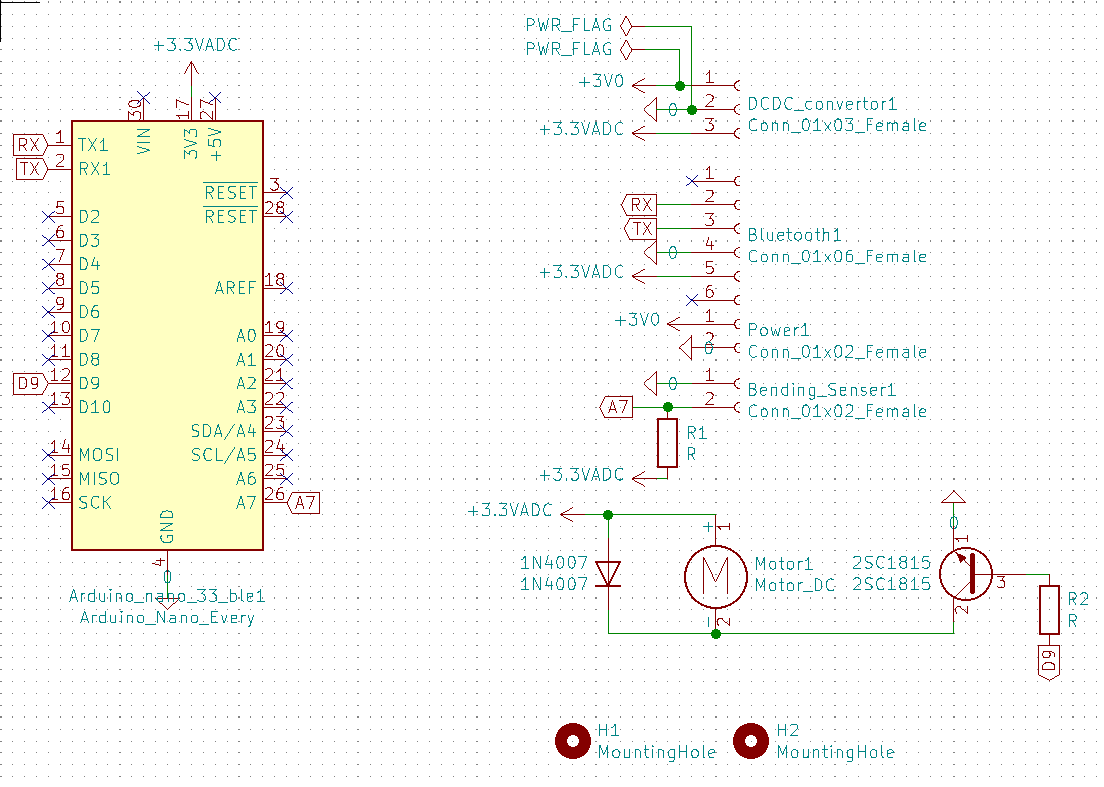 +3.3VADC
30
17
27
VIN
3V3
+5V
RX 1 TX1
TX 2 RX1
RESET 3
RESET 28
5 D2
6 D3
7 D4
8 D5
AREF 18
9 D6
10 D7
A0 19
11 D8
A1 20
D9 12 D9
A2 21
13 D10
A3 22
SDA/A4 23
14 MOSI
SCL/A5 24
15 MISO
A6 25
16 SCK
A7 26 A7
GND
4
0
Arduino_nano_33_ble1
Arduino_Nano_Every
PWR_FLAG
PWR_FLAG
+3V0 1
0 2
DCDC_convertor1
+3.3VADC 3
Conn_01x03_Female
1
RX 2
TX 3
Bluetooth1
0 4
Conn_01x06_Female
+3.3VADC 5
6
+3V0 1
Power1
0 2
Conn_01x02_Female
0 1
Bending_Senser1
A7 2
Conn_01x02_Female
R1
R
+3.3VADC
+3.3VADC
+ 1
1N4007
1N4007
M
Motor1
Motor_DC
- 2
0
1
2SC1815
2SC1815
3
2
R2
R
D9
H1
MountingHole
H2
MountingHole